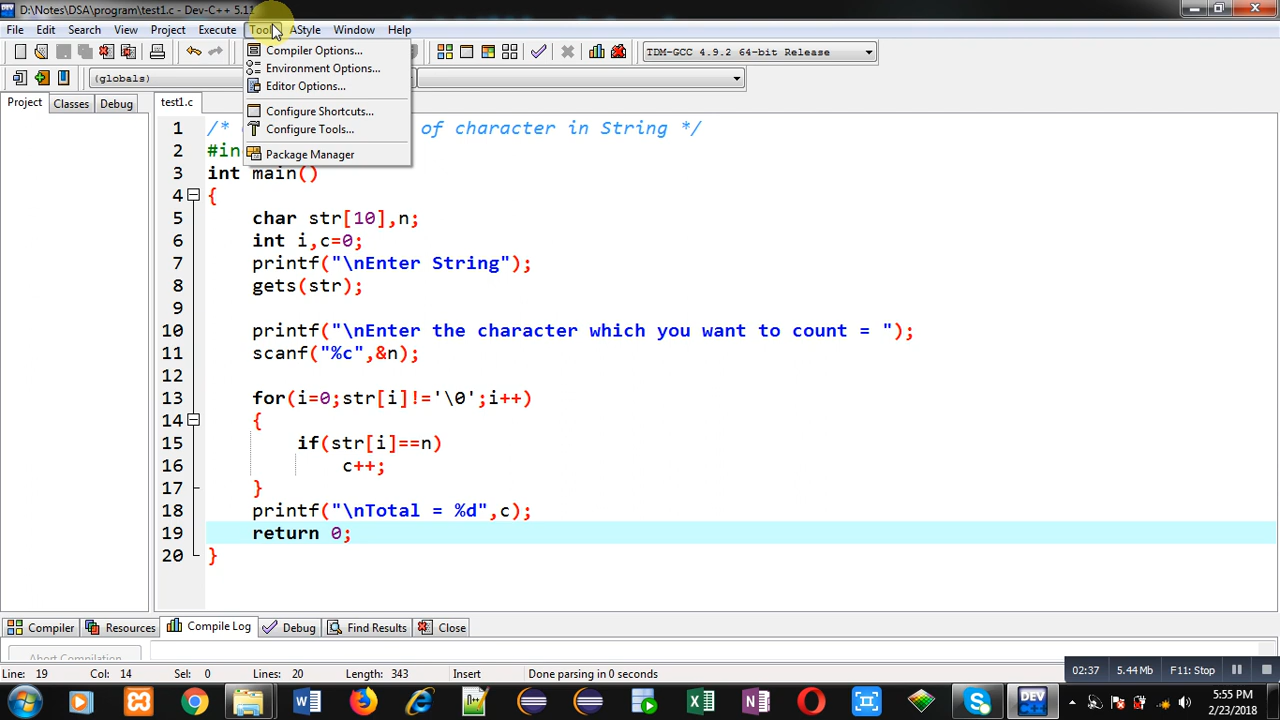 D:\Notes\DSA\program\test1.c - Dev-C++ 5.11
File Edit Search View Project Execute AStyle Window Help
Compiler Options...
Environment Options...
Editor Options...
Configure Shortcuts...
Configure Tools...
Package Manager
TDM-GCC 4.9.2 64-bit Release
(globals)
Project Classes Debug test1.c
1 /* of character in String */
2 #in
3 int main()
4 {
5 char str[10],n;
6 int i,c=0;
7 printf("\nEnter String");
8 gets(str);
9
10 printf("\nEnter the character which you want to count = ");
11 scanf("%c",&n);
12
13 for(i=0;str[i]!='\0';i++)
14 {
15 if(str[i]==n)
16 c++;
17 }
18 printf("\nTotal = %d",c);
19 return 0;
20 }
Compiler Resources Compile Log Debug Find Results Close
Abort Compilation
Line: 19 Col: 14 Sel: 0 Lines: 20 Length: 343 Insert Done parsing in 0 seconds
02:37 5.44 Mb F11: Stop
DEV
5:55 PM
2/23/2018